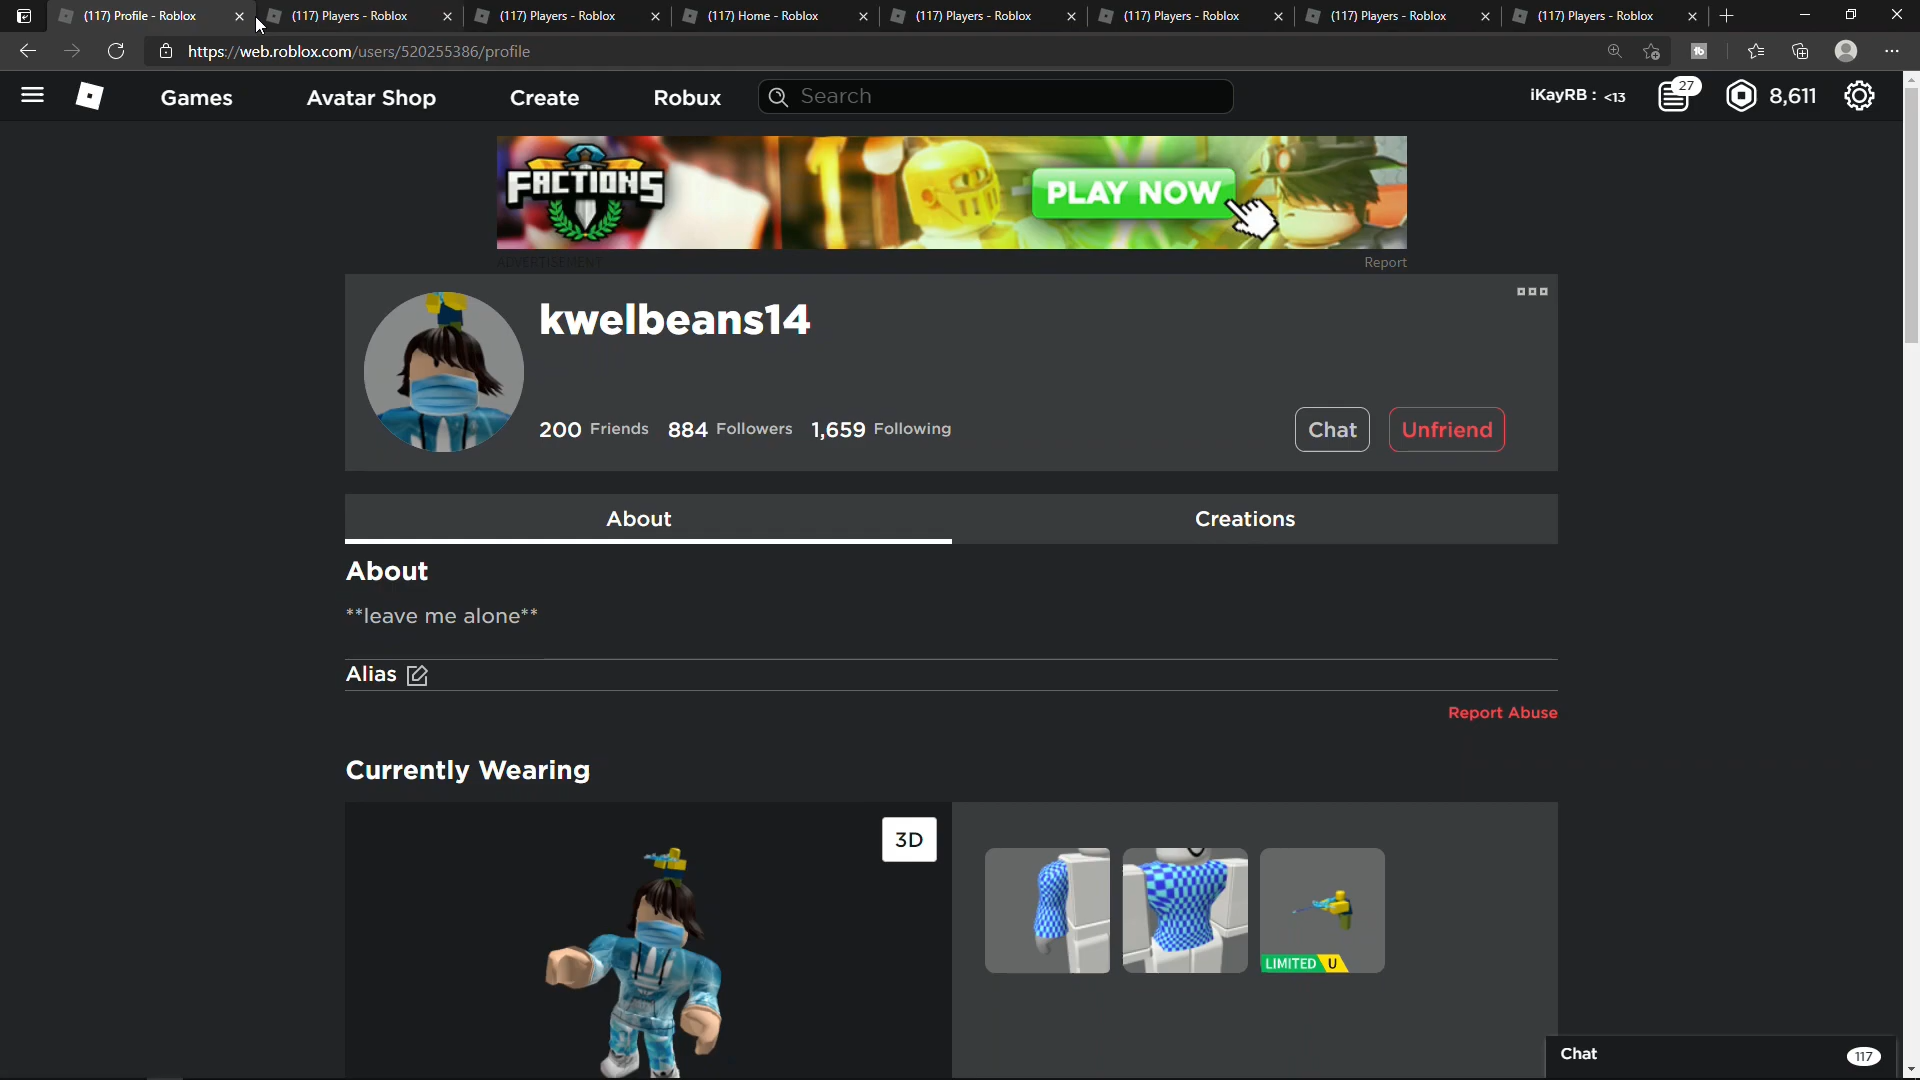 (117) Profile - Roblox
(117) Players - Roblox
(117) Players - Roblox
(117) Home - Roblox
(117) Players - Roblox
(117) Players - Roblox
(117) Players - Roblox
(117) Players - Roblox
https://web.roblox.com/users/520255386/profile
Games
Avatar Shop
Create
Robux
Search
iKayRB : <13
27
8,611
FACTIONS
PLAY NOW
ADVERTISEMENT
Report
kwelbeans14
200 Friends 884 Followers 1,659 Following
Chat
Unfriend
About
Creations
About
**leave me alone**
Alias
Report Abuse
Currently Wearing
3D
LIMITED U
Chat
117